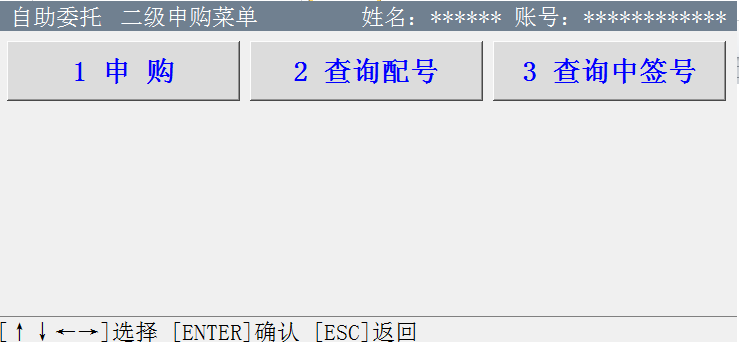 自助委托 二级申购菜单 姓名: ****** 账号: ************
1 申 购 2 查询配号 3 查询中签号
[↑↓←→]选择 [ENTER]确认 [ESC]返回